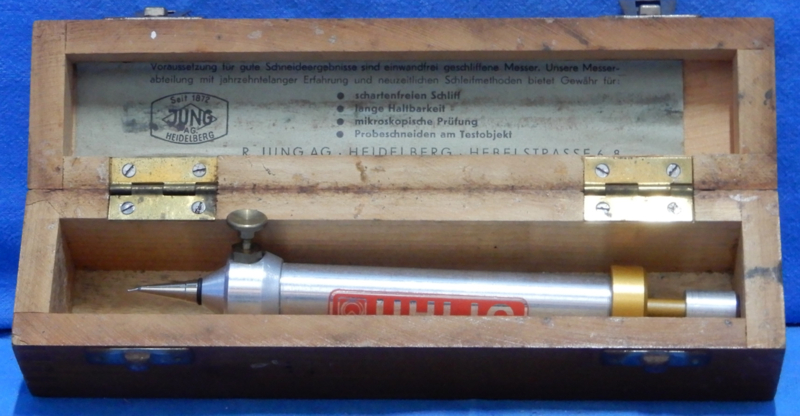 Voraussetzung für gute Schneideergebnisse sind einwandfrei geschliffene Messer. Unsere Messer-
abteilung mit jahrzehntelanger Erfahrung und neuzeitlichen Schleifmethoden bietet Gewähr für:
● schartenfreien Schliff
● lange Haltbarkeit
● mikroskopische Prüfung
● Probeschneiden am Testobjekt
Seit 1872
JUNG
AG.
HEIDELBERG
R. JUNG AG · HEIDELBERG · HEBELSTRASSE 6-8
UHLIG